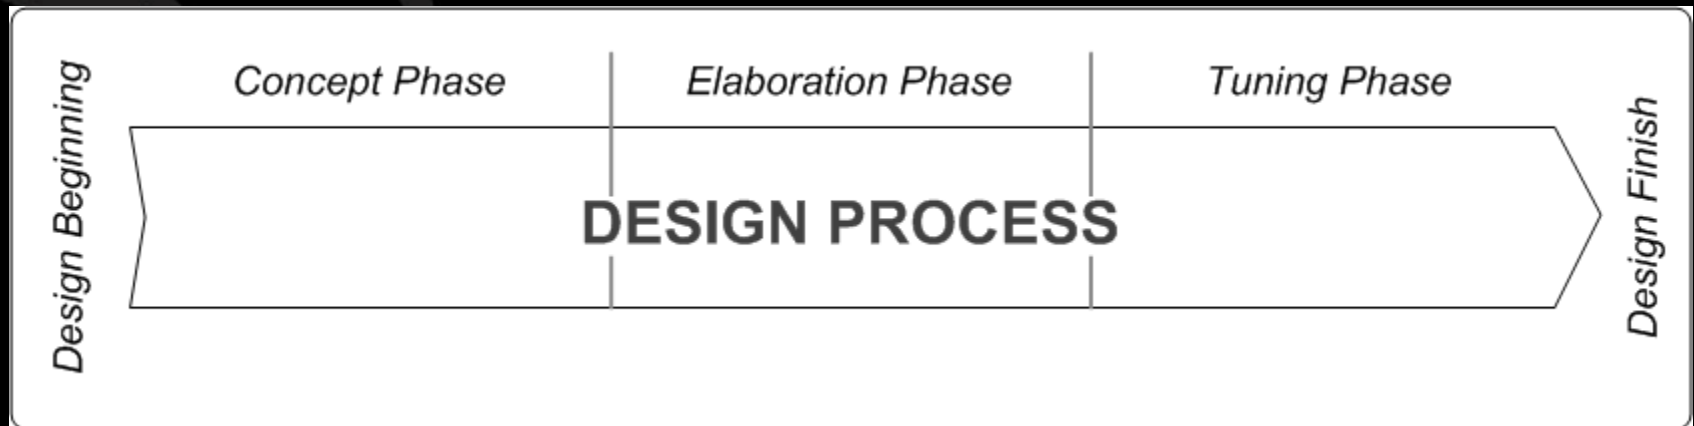 Design Beginning
Concept Phase
Elaboration Phase
Tuning Phase
DESIGN PROCESS
Design Finish